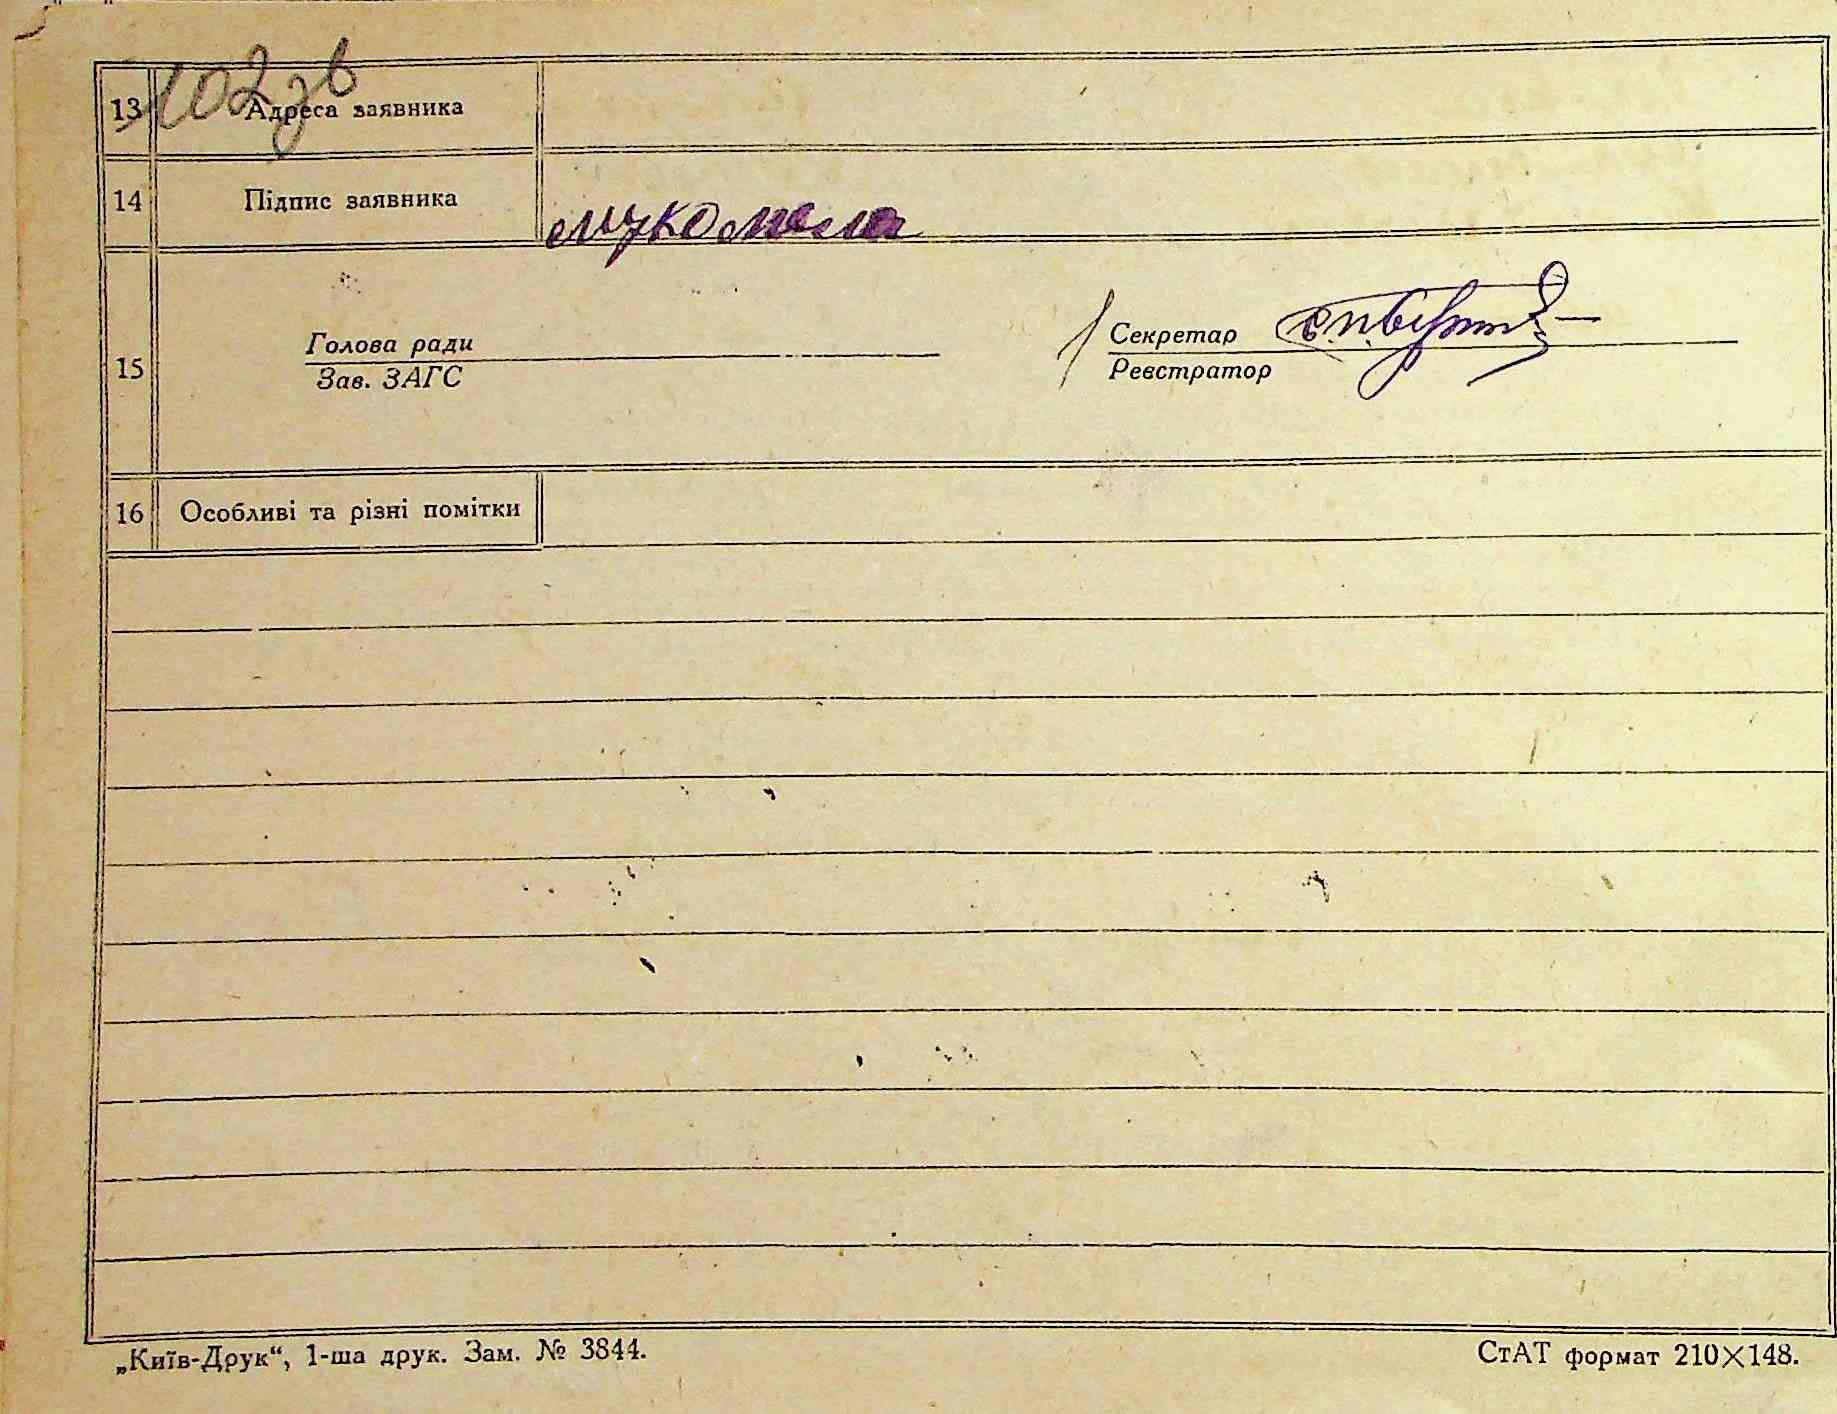 102зв
13 Адреса заявника
14 Підпис заявника
15 Голова ради Секретар
Зав. ЗАГС Реєстратор
16 Особливі та різні помітки
„Київ-Друк“, 1-ша друк. Зам. № 3844. СтАТ формат 210×148.